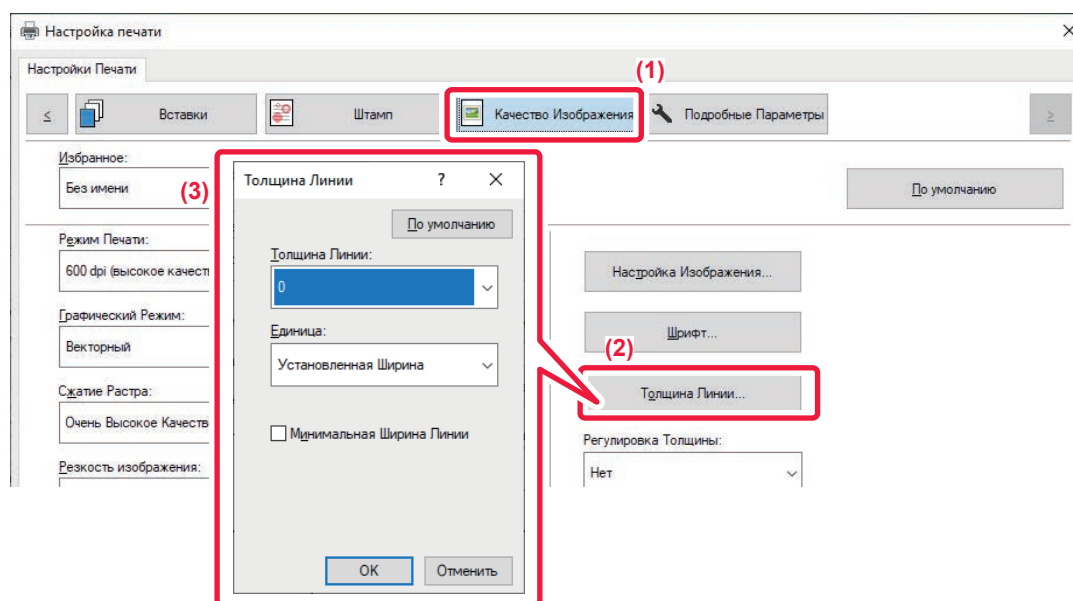 Настройка печати
Настройки Печати
(1)
<
Вставки
Штамп
Качество Изображения
Подробные Параметры
>
Избранное:
Без имени
(3)
По умолчанию
Толщина Линии ? X
По умолчанию
Толщина Линии:
0
Единица:
Установленная Ширина
Минимальная Ширина Линии
OK
Отменить
Режим Печати:
600 dpi (высокое качест
Графический Режим:
Векторный
Сжатие Растра:
Очень Высокое Качеств
Резкость изображения:
Настройка Изображения...
Шрифт...
(2)
Толщина Линии...
Регулировка Толщины:
Нет